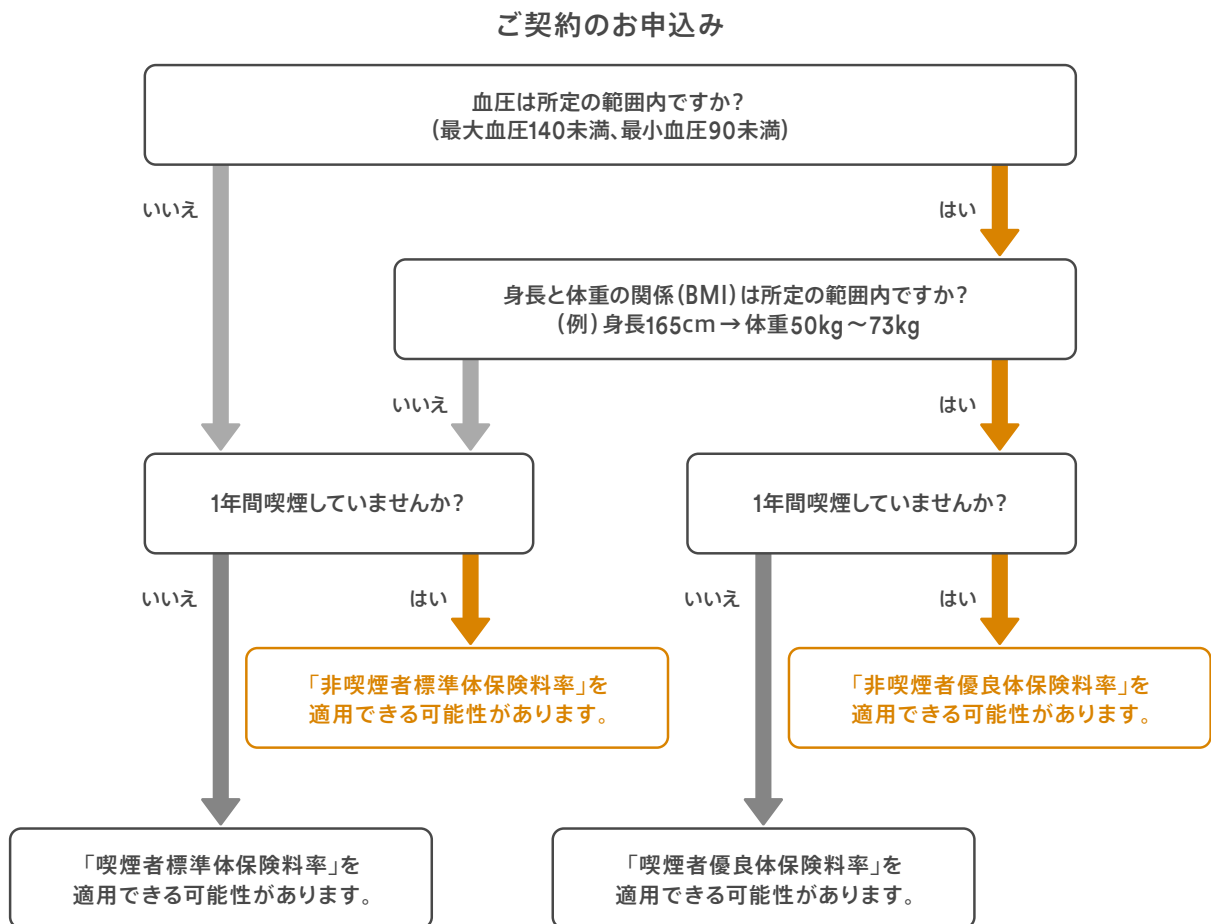 ご契約のお申込み
血圧は所定の範囲内ですか?
(最大血圧140未満、最小血圧90未満)
いいえ
はい
身長と体重の関係(BMI)は所定の範囲内ですか?
(例)身長165cm→体重50kg~73kg
いいえ
はい
1年間喫煙していませんか?
1年間喫煙していませんか?
いいえ
はい
いいえ
はい
「非喫煙者標準体保険料率」を
適用できる可能性があります。
「非喫煙者優良体保険料率」を
適用できる可能性があります。
「喫煙者標準体保険料率」を
適用できる可能性があります。
「喫煙者優良体保険料率」を
適用できる可能性があります。